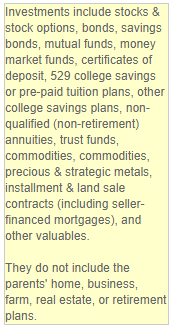 Investments include stocks &
stock options, bonds, savings
bonds, mutual funds, money
market funds, certificates of
deposit, 529 college savings
or pre-paid tuition plans, other
college savings plans, non-
qualified (non-retirement)
annuities, trust funds,
commodities, commodities,
precious & strategic metals,
installment & land sale
contracts (including seller-
financed mortgages), and
other valuables.

They do not include the
parents' home, business,
farm, real estate, or retirement
plans.